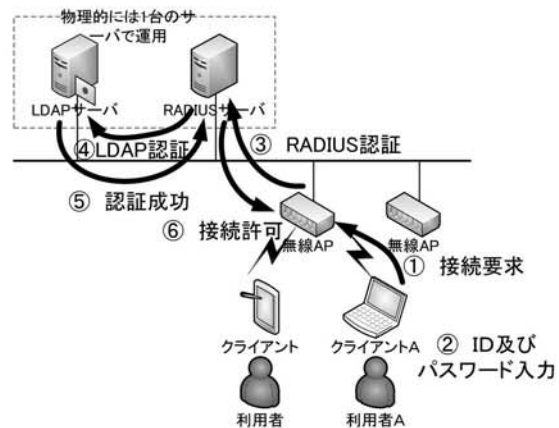 物理的には1台のサ
ーバで運用
LDAPサーバ
RADIUSサーバ
④LDAP認証
③ RADIUS認証
⑤ 認証成功
⑥ 接続許可
無線AP
無線AP
① 接続要求
クライアント
クライアントA
② ID及び
パスワード入力
利用者
利用者A